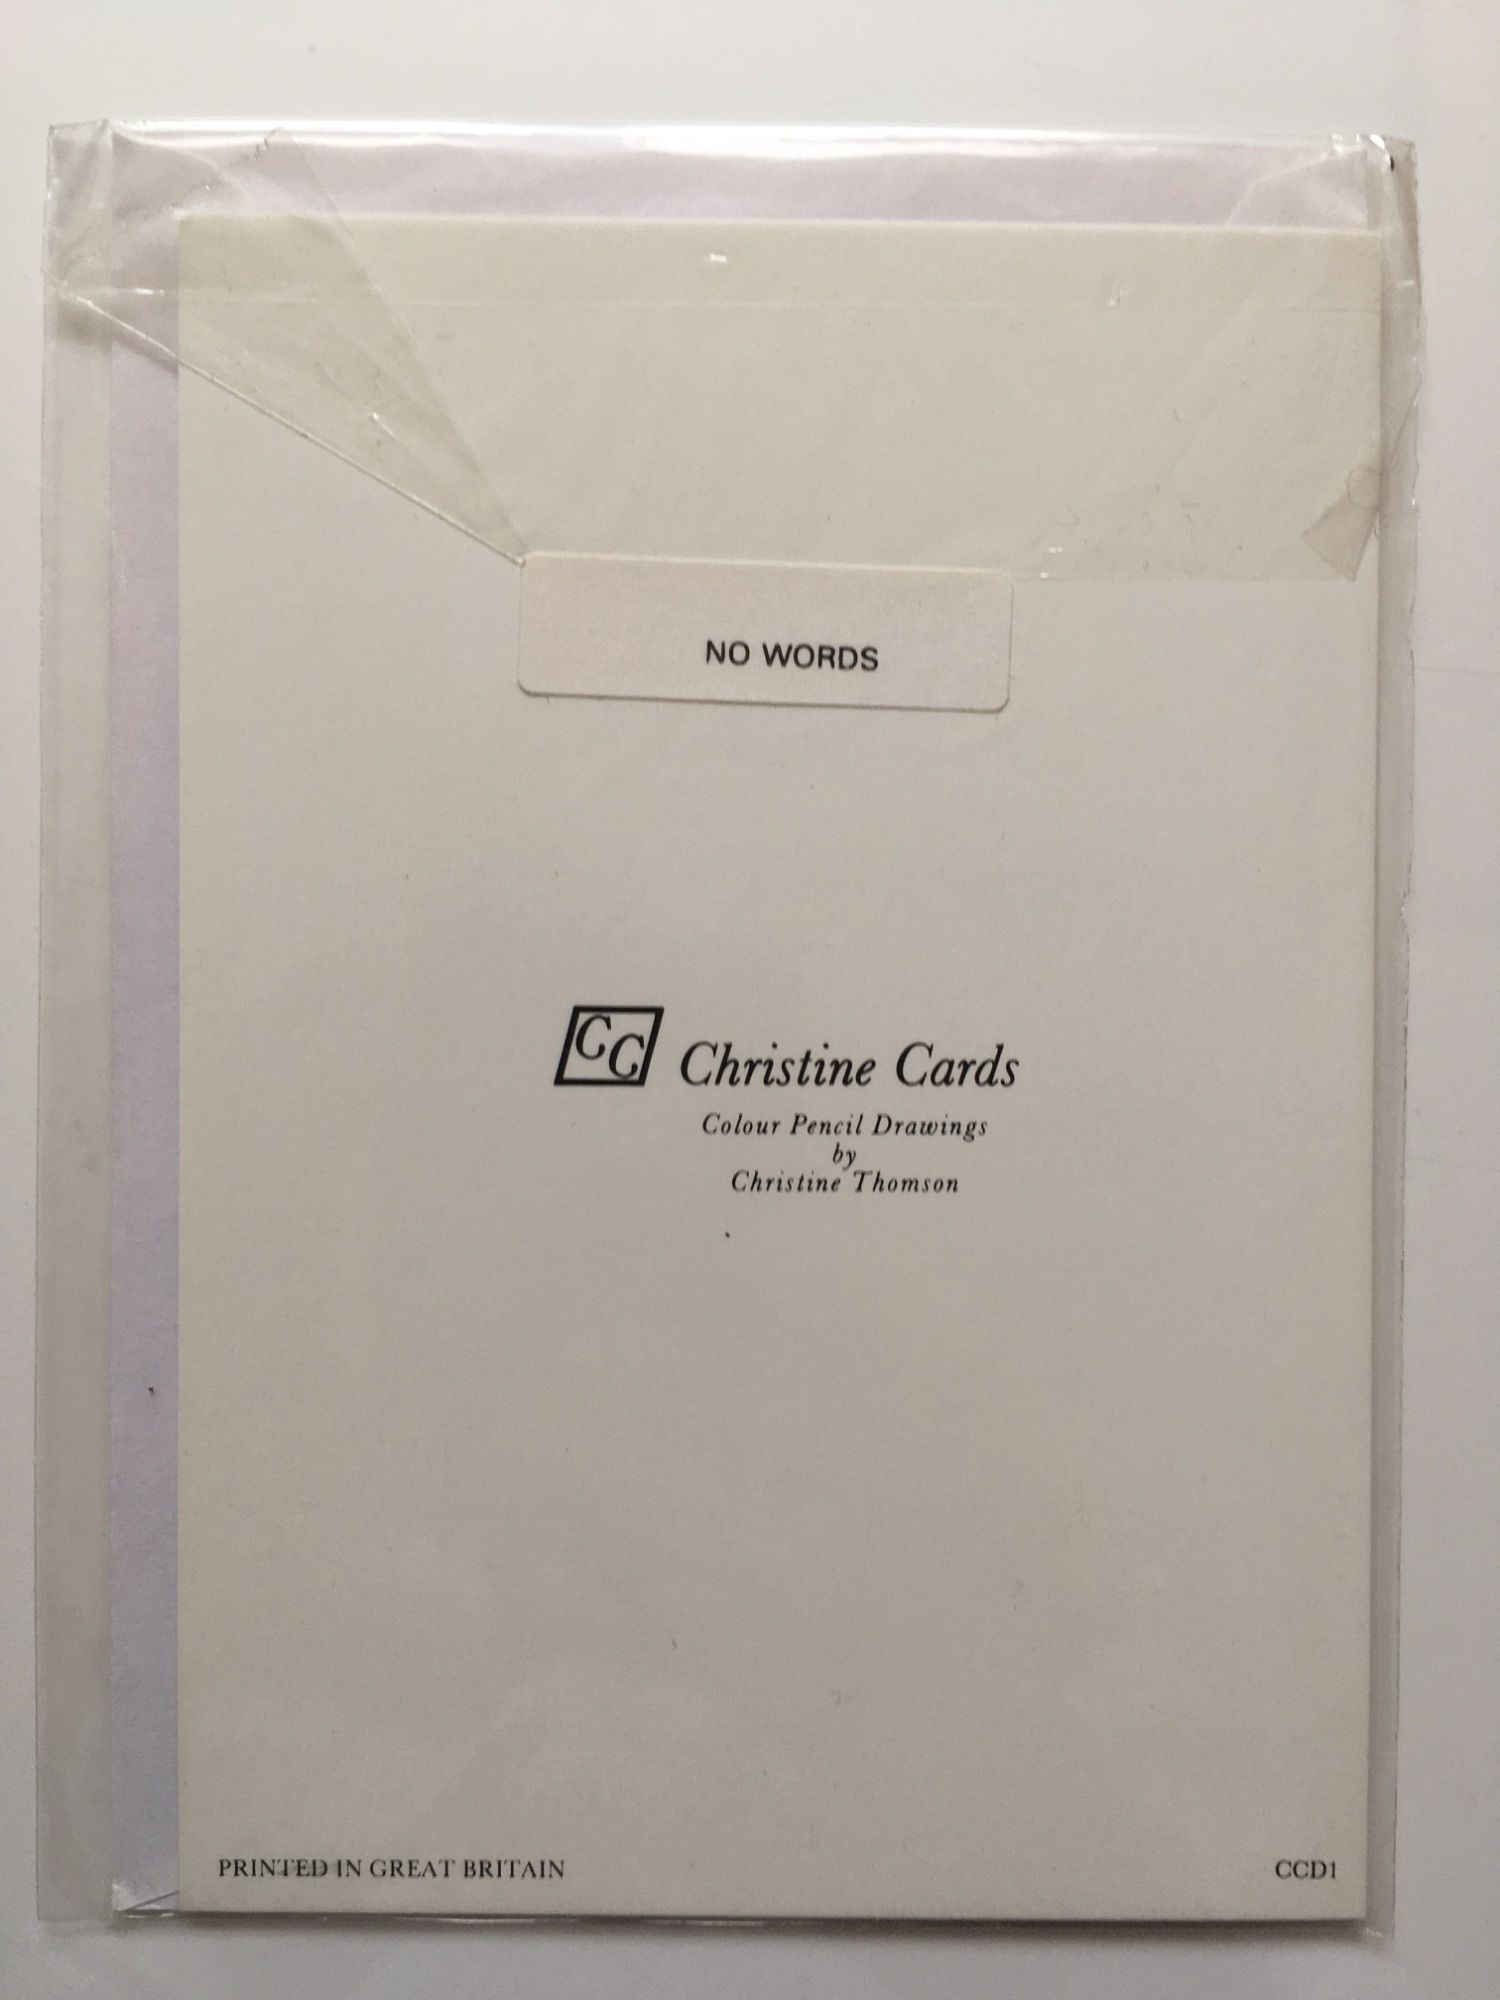 NO WORDS
CC Christine Cards
Colour Pencil Drawings
by
Christine Thomson
PRINTED IN GREAT BRITAIN CCD1